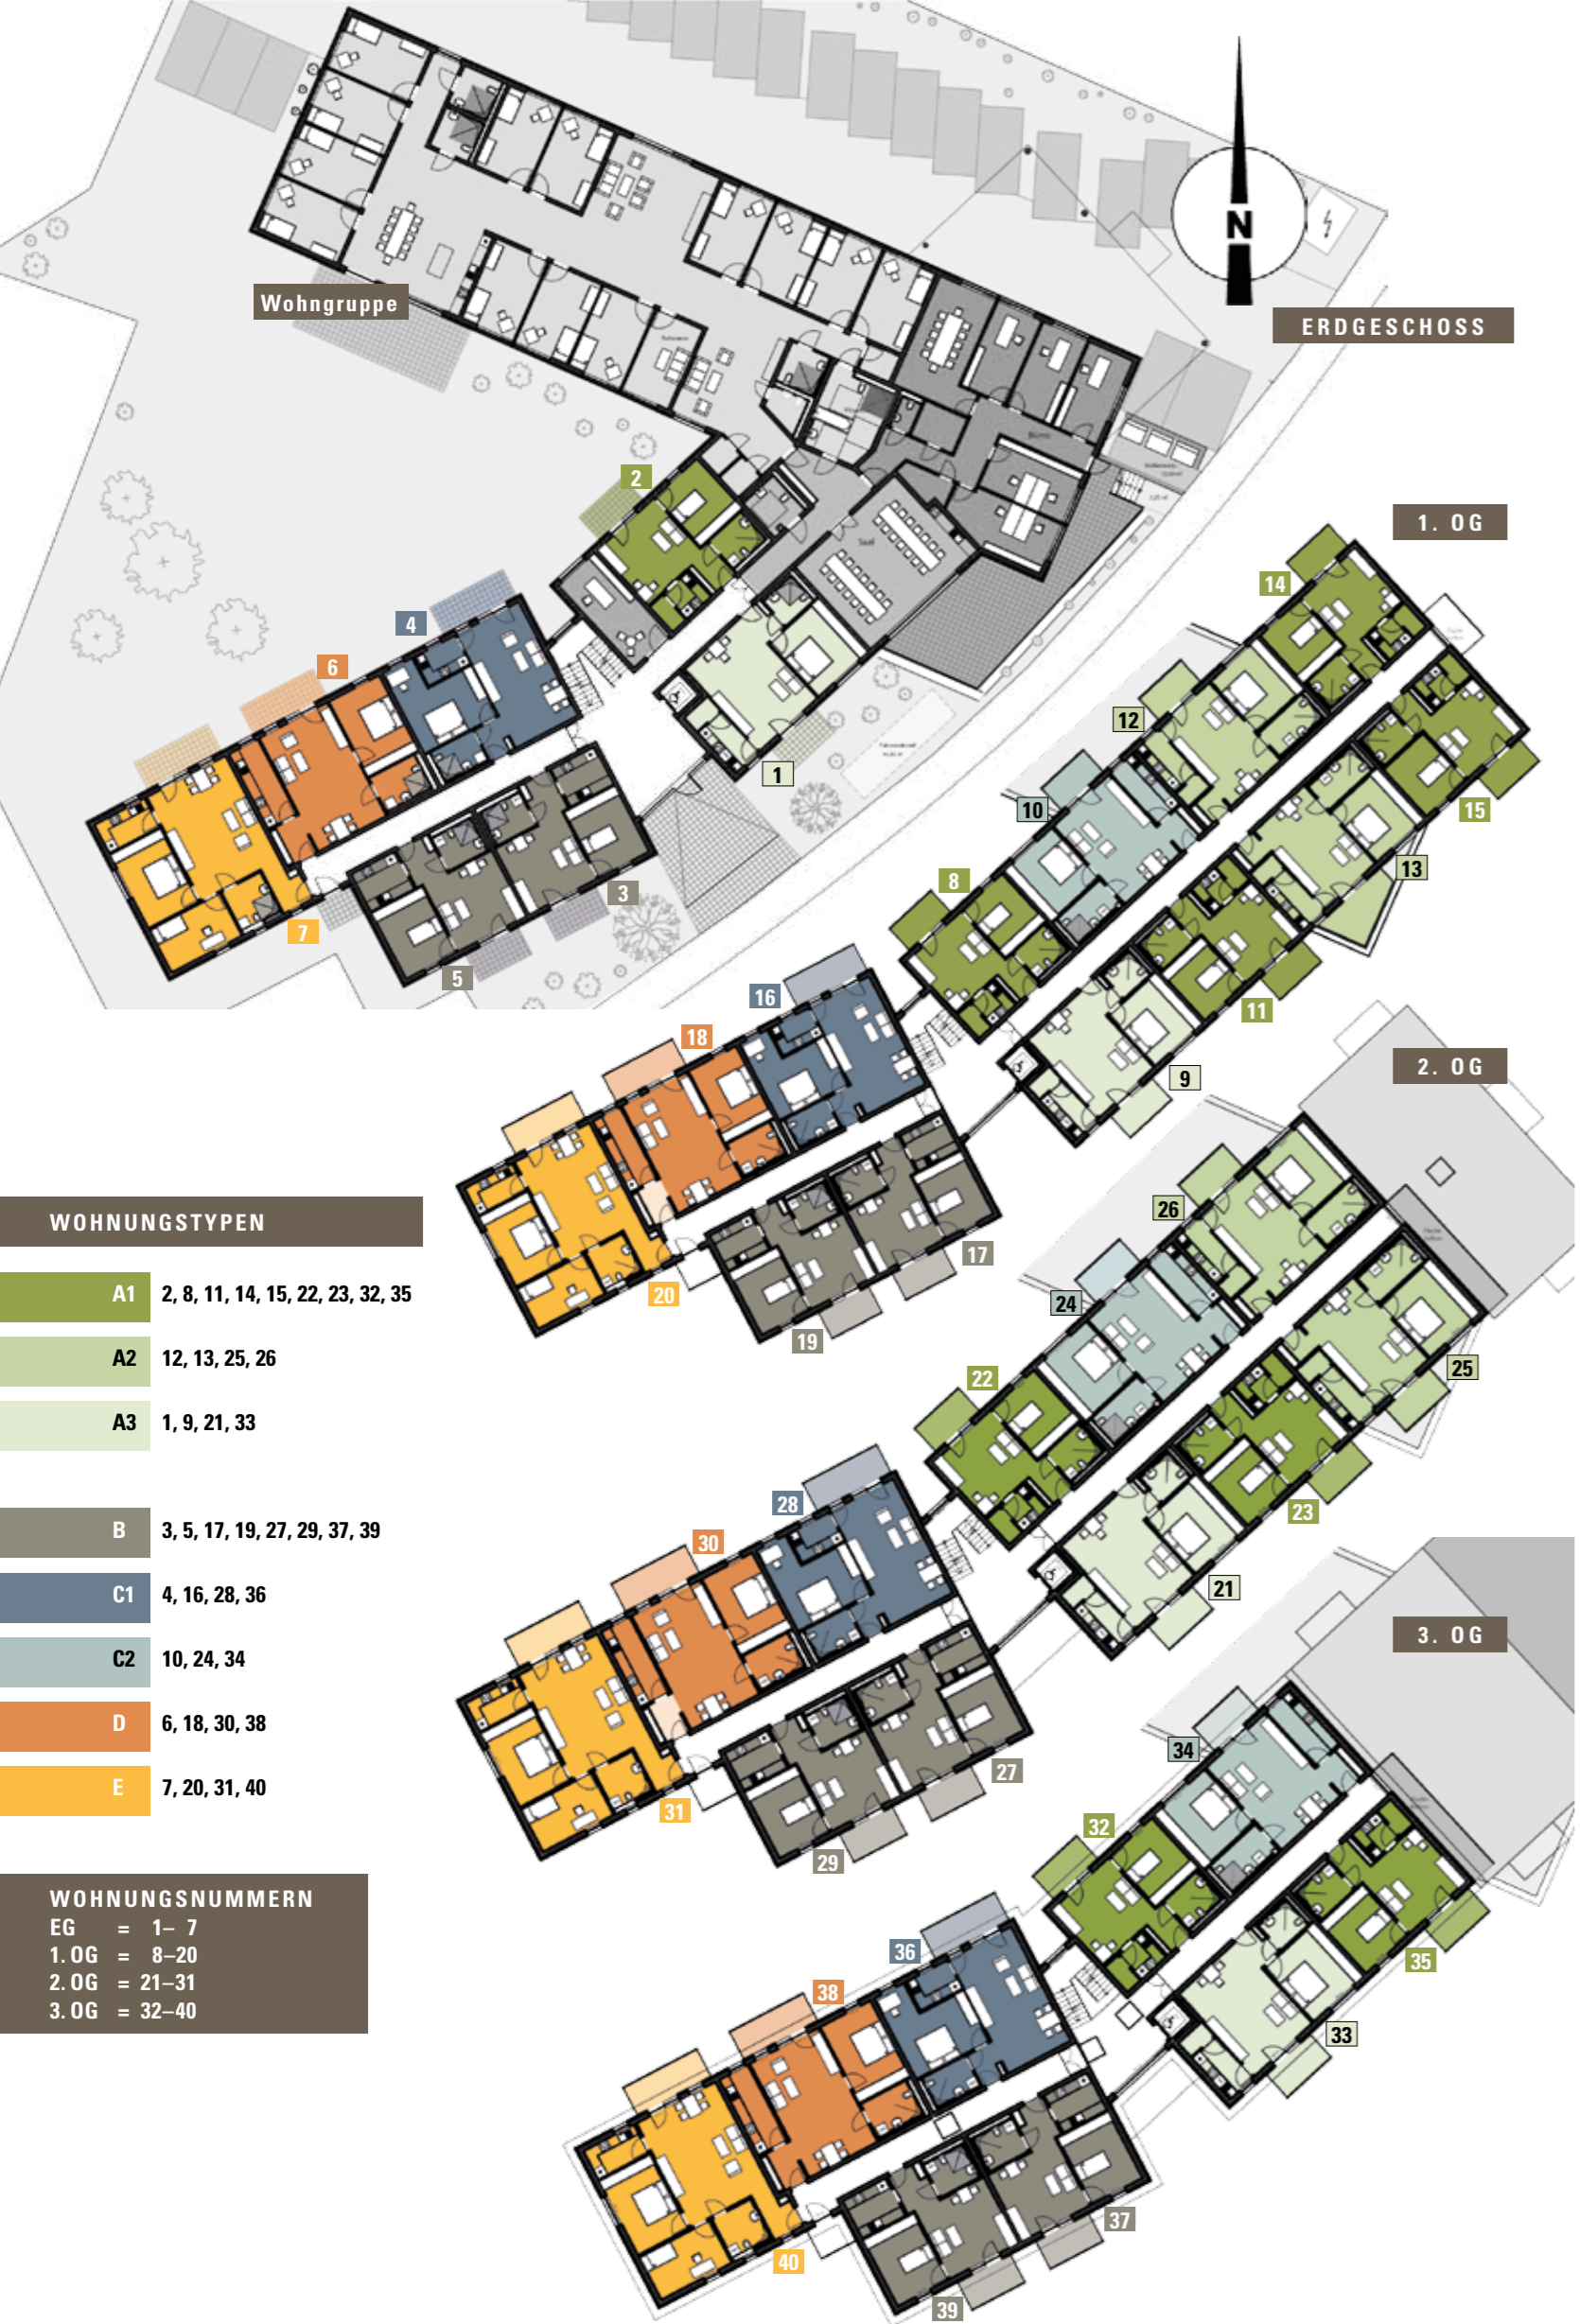 N
ERDGESCHOSS
Wohngruppe
2
Saal
4
6
1
3
7
5
1. OG
14
12
10
15
8
13
11
9
16
18
17
20
19
2. OG
26
24
25
22
23
28
30
21
27
31
29
3. OG
34
32
35
36
33
38
37
40
39
WOHNUNGSTYPEN
A1 2, 8, 11, 14, 15, 22, 23, 32, 35
A2 12, 13, 25, 26
A3 1, 9, 21, 33
B 3, 5, 17, 19, 27, 29, 37, 39
C1 4, 16, 28, 36
C2 10, 24, 34
D 6, 18, 30, 38
E 7, 20, 31, 40
WOHNUNGSNUMMERN
EG = 1– 7
1. OG = 8–20
2. OG = 21–31
3. OG = 32–40